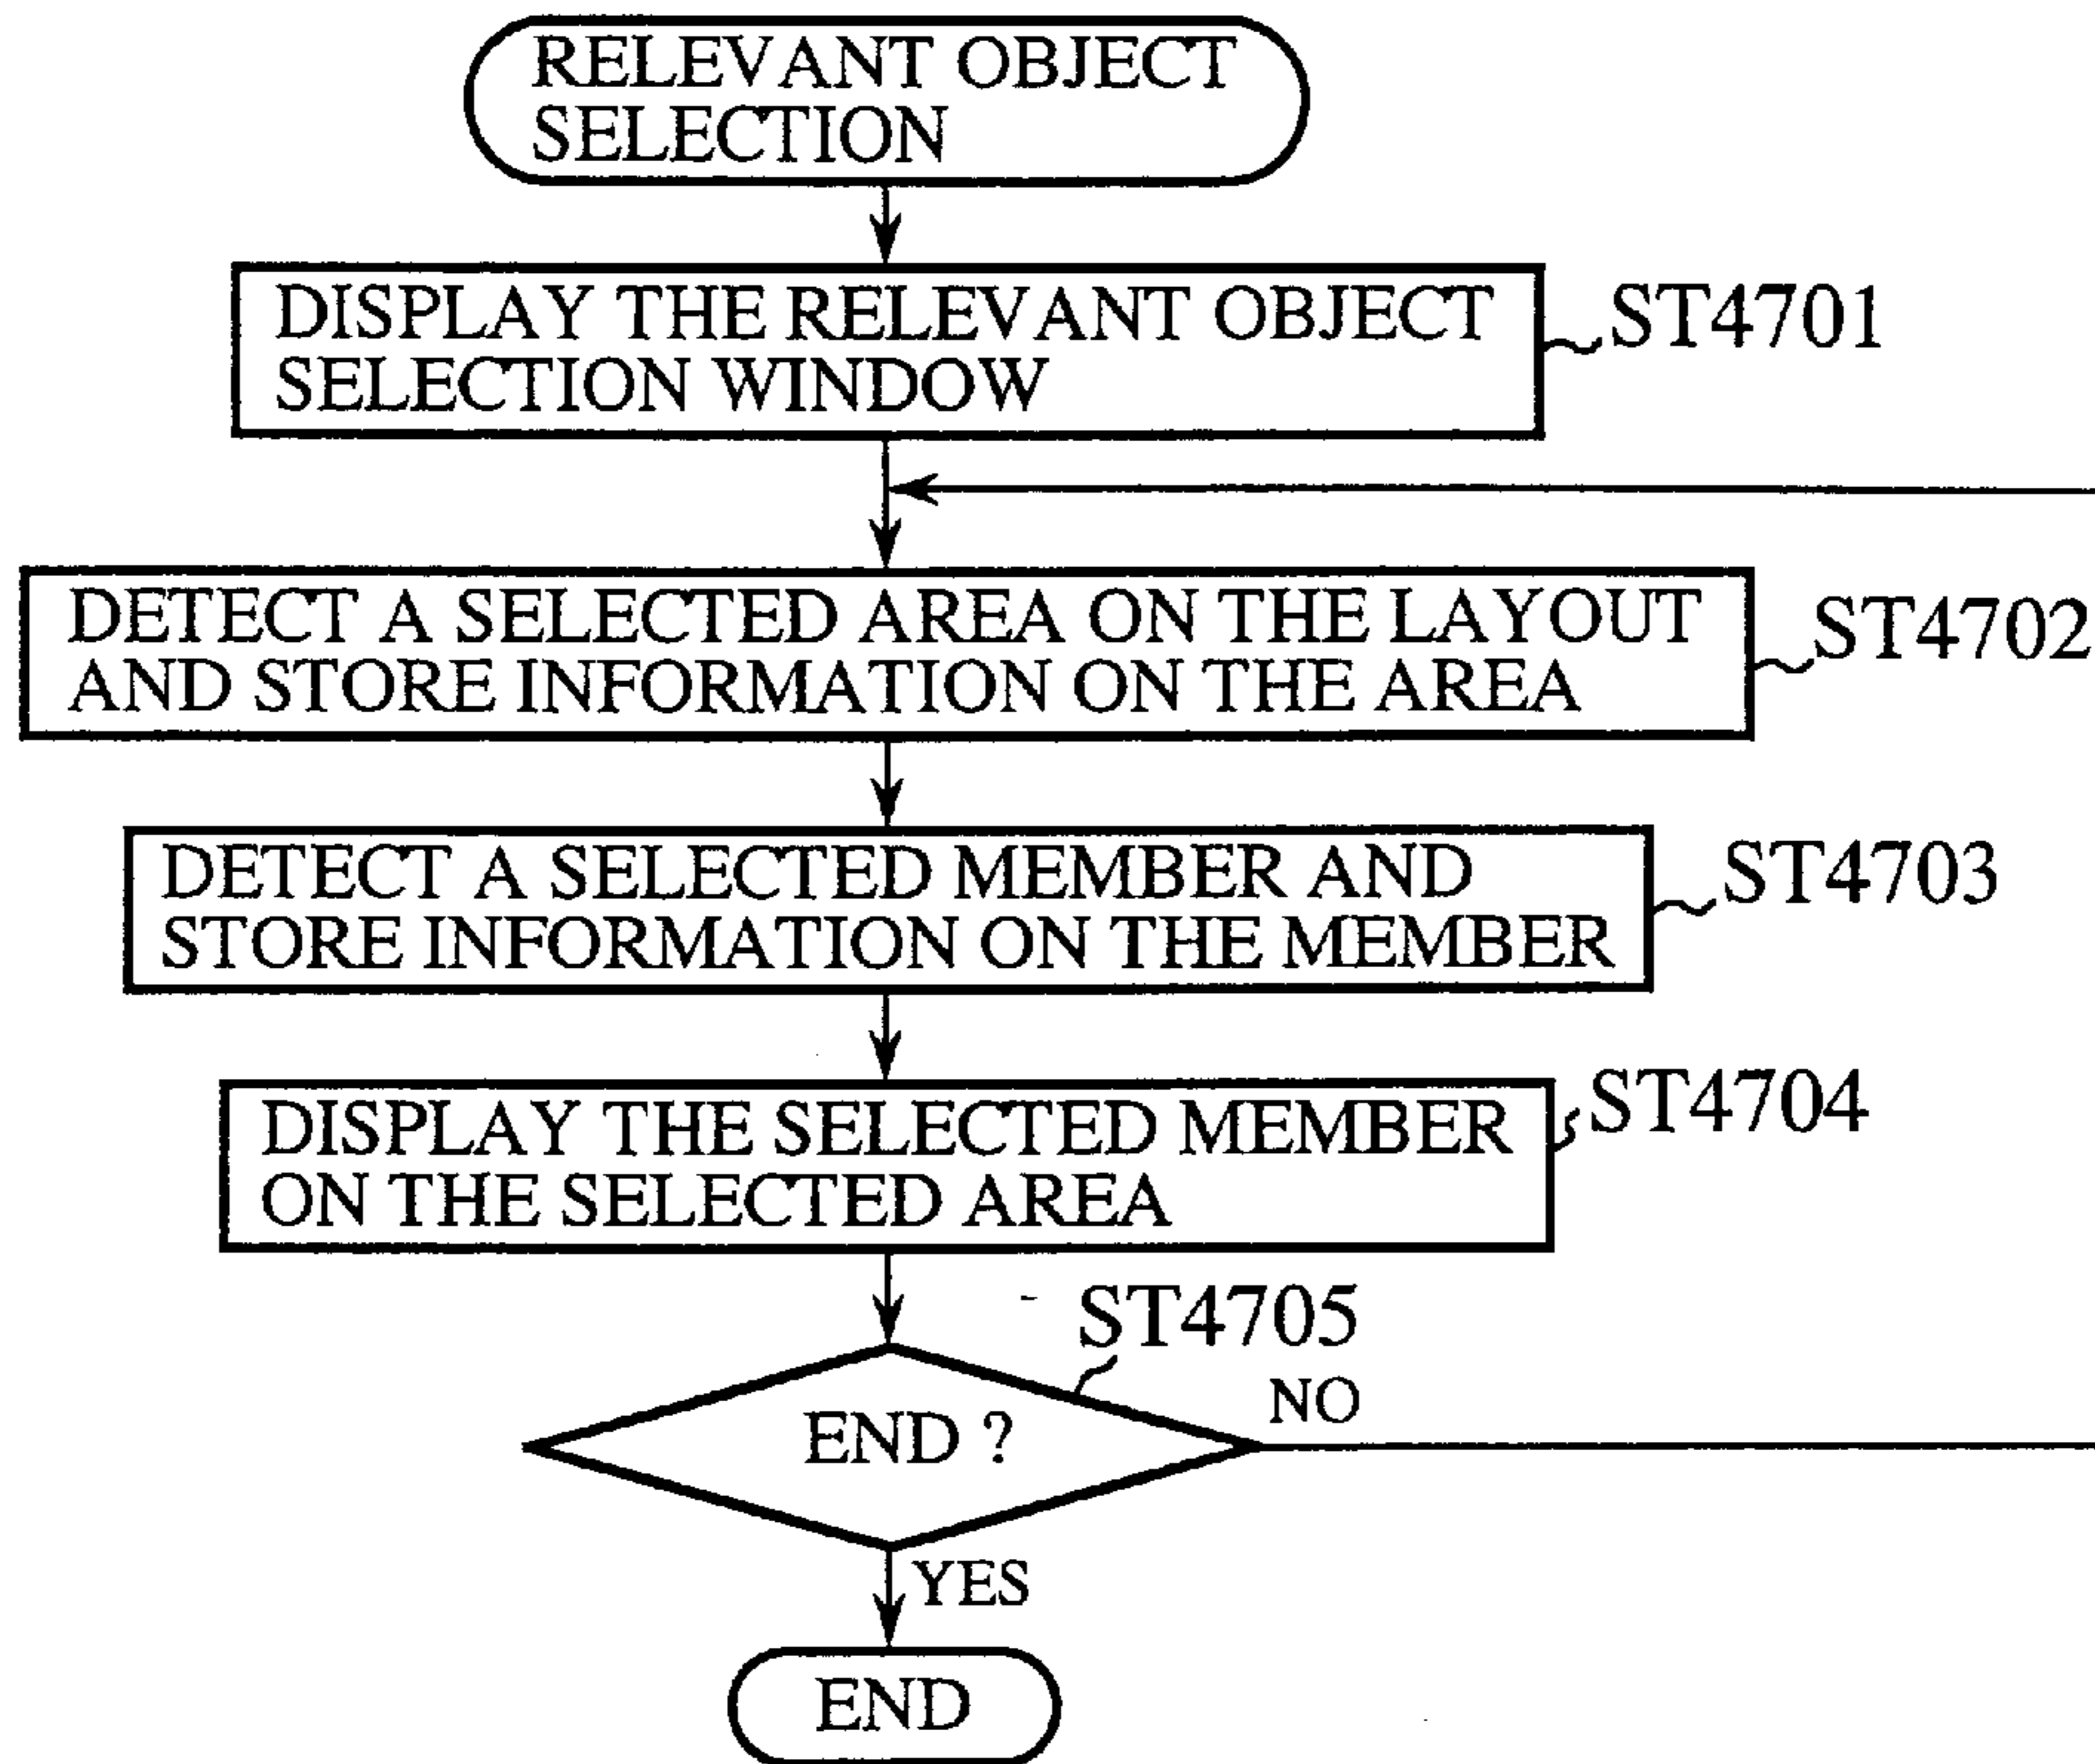 RELEVANT OBJECT
SELECTION
DISPLAY THE RELEVANT OBJECT
SELECTION WINDOW
ST4701
DETECT A SELECTED AREA ON THE LAYOUT
AND STORE INFORMATION ON THE AREA
ST4702
DETECT A SELECTED MEMBER AND
STORE INFORMATION ON THE MEMBER
ST4703
DISPLAY THE SELECTED MEMBER
ON THE SELECTED AREA
ST4704
ST4705
END ?
NO
YES
END